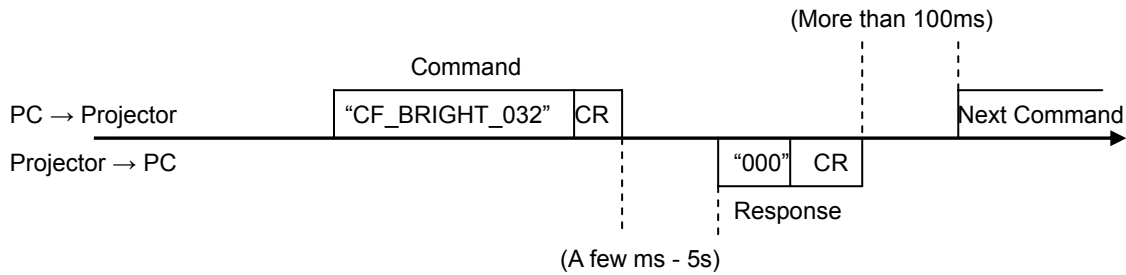 (More than 100ms)
Command
PC → Projector “CF_BRIGHT_032” CR Next Command
Projector → PC “000” CR
Response
(A few ms - 5s)